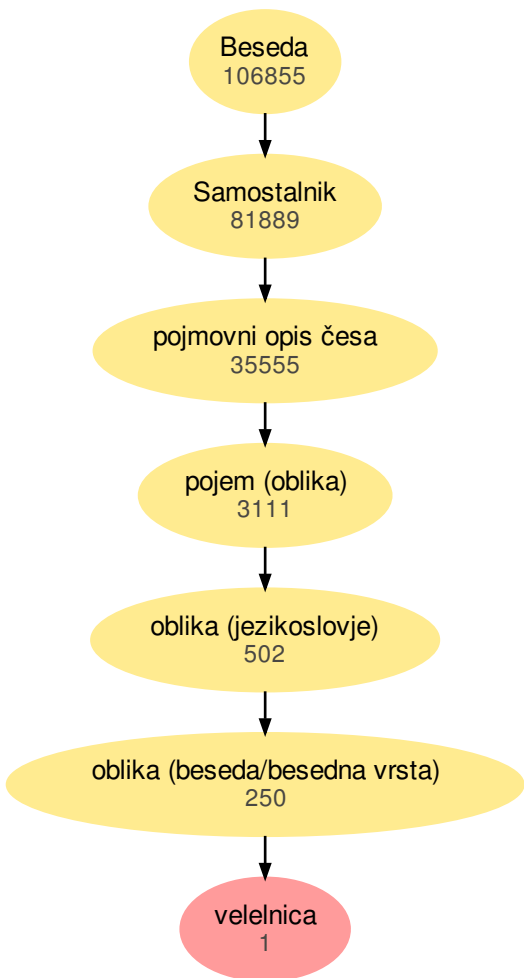 Beseda
106855
Samostalnik
81889
pojmovni opis česa
35555
pojem (oblika)
3111
oblika (jezikoslovje)
502
oblika (beseda/besedna vrsta)
250
velelnica
1